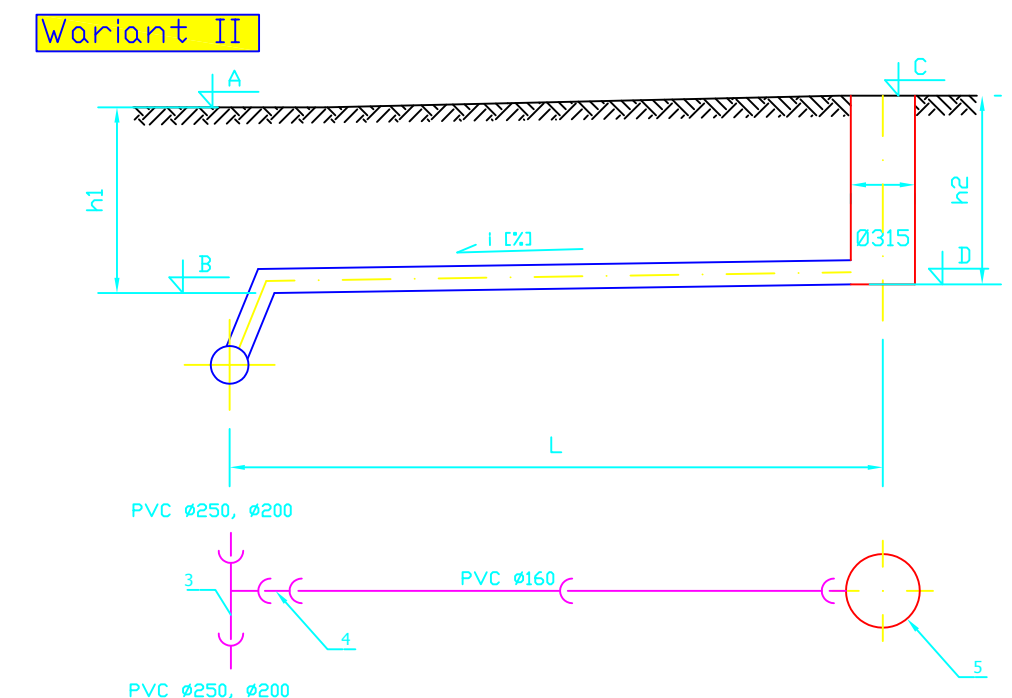 Wariant II
A
C
h1
h2
i [%]
Ø315
B
D
L
PVC Ø250, Ø200
3
PVC Ø160
4
5
PVC Ø250, Ø200